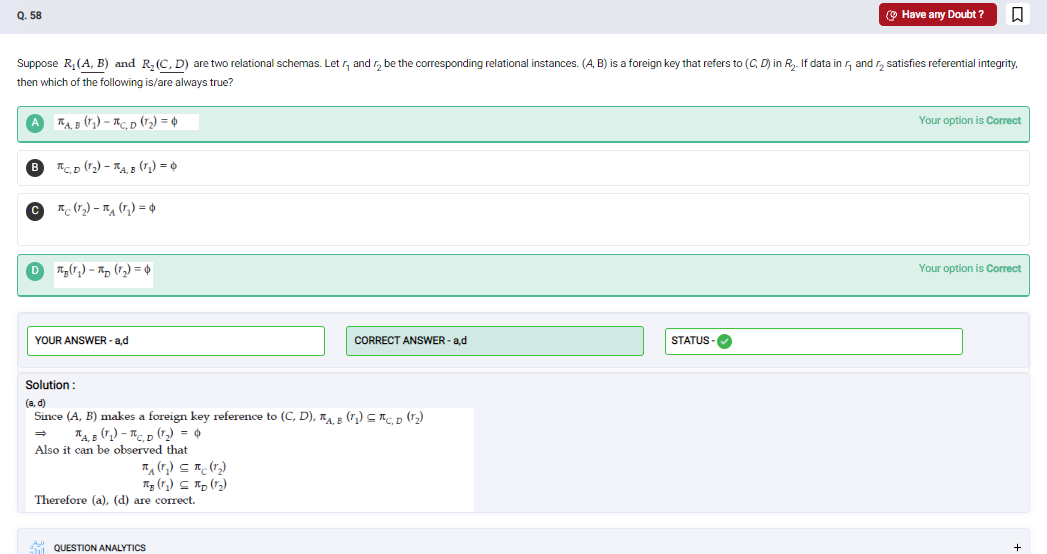 Q. 58
Have any Doubt ?
Suppose R₁(A, B) and R₂(C, D) are two relational schemas. Let r₁ and r₂ be the corresponding relational instances. (A, B) is a foreign key that refers to (C, D) in R₂. If data in r₁ and r₂ satisfies referential integrity,
then which of the following is/are always true?
A π_{A, B} (r₁) – π_{C, D} (r₂) = ϕ Your option is Correct
B π_{C, D} (r₂) – π_{A, B} (r₁) = ϕ
C π_C (r₂) – π_A (r₁) = ϕ
D π_B(r₁) – π_D (r₂) = ϕ Your option is Correct
YOUR ANSWER - a,d CORRECT ANSWER - a,d STATUS -
Solution :
(a, d)
Since (A, B) makes a foreign key reference to (C, D), π_{A, B} (r₁) ⊆ π_{C, D} (r₂)
⇒ π_{A, B} (r₁) – π_{C, D} (r₂) = ϕ
Also it can be observed that
π_A (r₁) ⊆ π_C (r₂)
π_B (r₁) ⊆ π_D (r₂)
Therefore (a), (d) are correct.
QUESTION ANALYTICS +